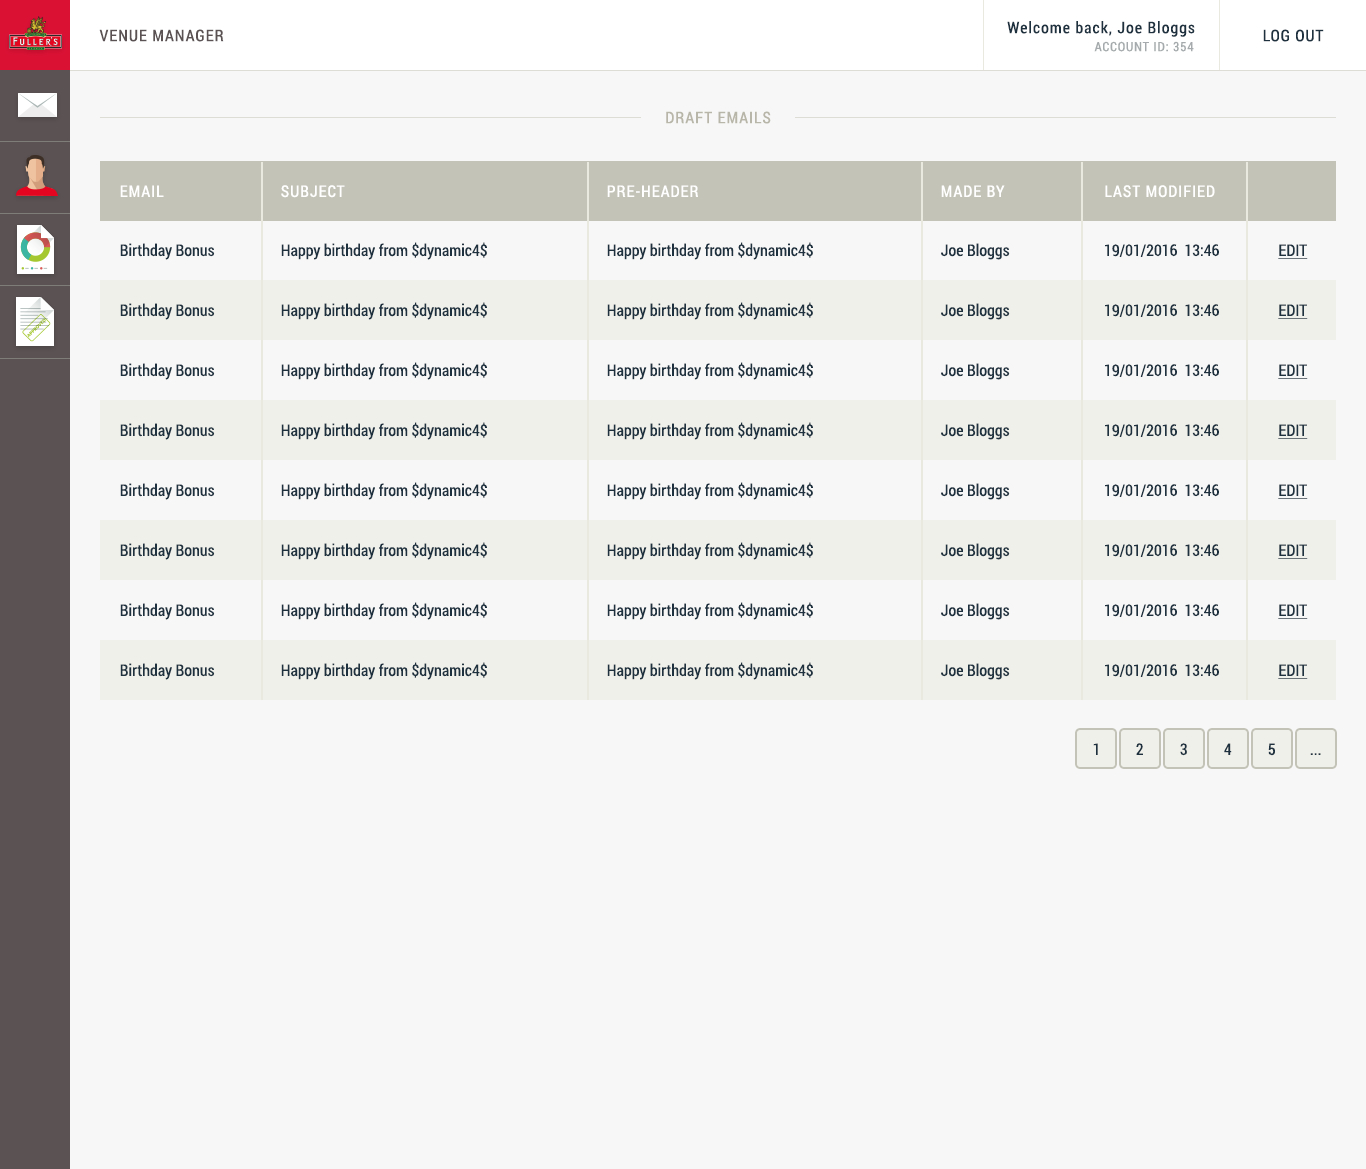 FULLER'S
VENUE MANAGER
Welcome back, Joe Bloggs
ACCOUNT ID: 354
LOG OUT
DRAFT EMAILS
EMAIL SUBJECT PRE-HEADER MADE BY LAST MODIFIED
Birthday Bonus Happy birthday from $dynamic4$ Happy birthday from $dynamic4$ Joe Bloggs 19/01/2016 13:46 EDIT
Birthday Bonus Happy birthday from $dynamic4$ Happy birthday from $dynamic4$ Joe Bloggs 19/01/2016 13:46 EDIT
Birthday Bonus Happy birthday from $dynamic4$ Happy birthday from $dynamic4$ Joe Bloggs 19/01/2016 13:46 EDIT
Birthday Bonus Happy birthday from $dynamic4$ Happy birthday from $dynamic4$ Joe Bloggs 19/01/2016 13:46 EDIT
Birthday Bonus Happy birthday from $dynamic4$ Happy birthday from $dynamic4$ Joe Bloggs 19/01/2016 13:46 EDIT
Birthday Bonus Happy birthday from $dynamic4$ Happy birthday from $dynamic4$ Joe Bloggs 19/01/2016 13:46 EDIT
Birthday Bonus Happy birthday from $dynamic4$ Happy birthday from $dynamic4$ Joe Bloggs 19/01/2016 13:46 EDIT
Birthday Bonus Happy birthday from $dynamic4$ Happy birthday from $dynamic4$ Joe Bloggs 19/01/2016 13:46 EDIT
1 2 3 4 5 ...